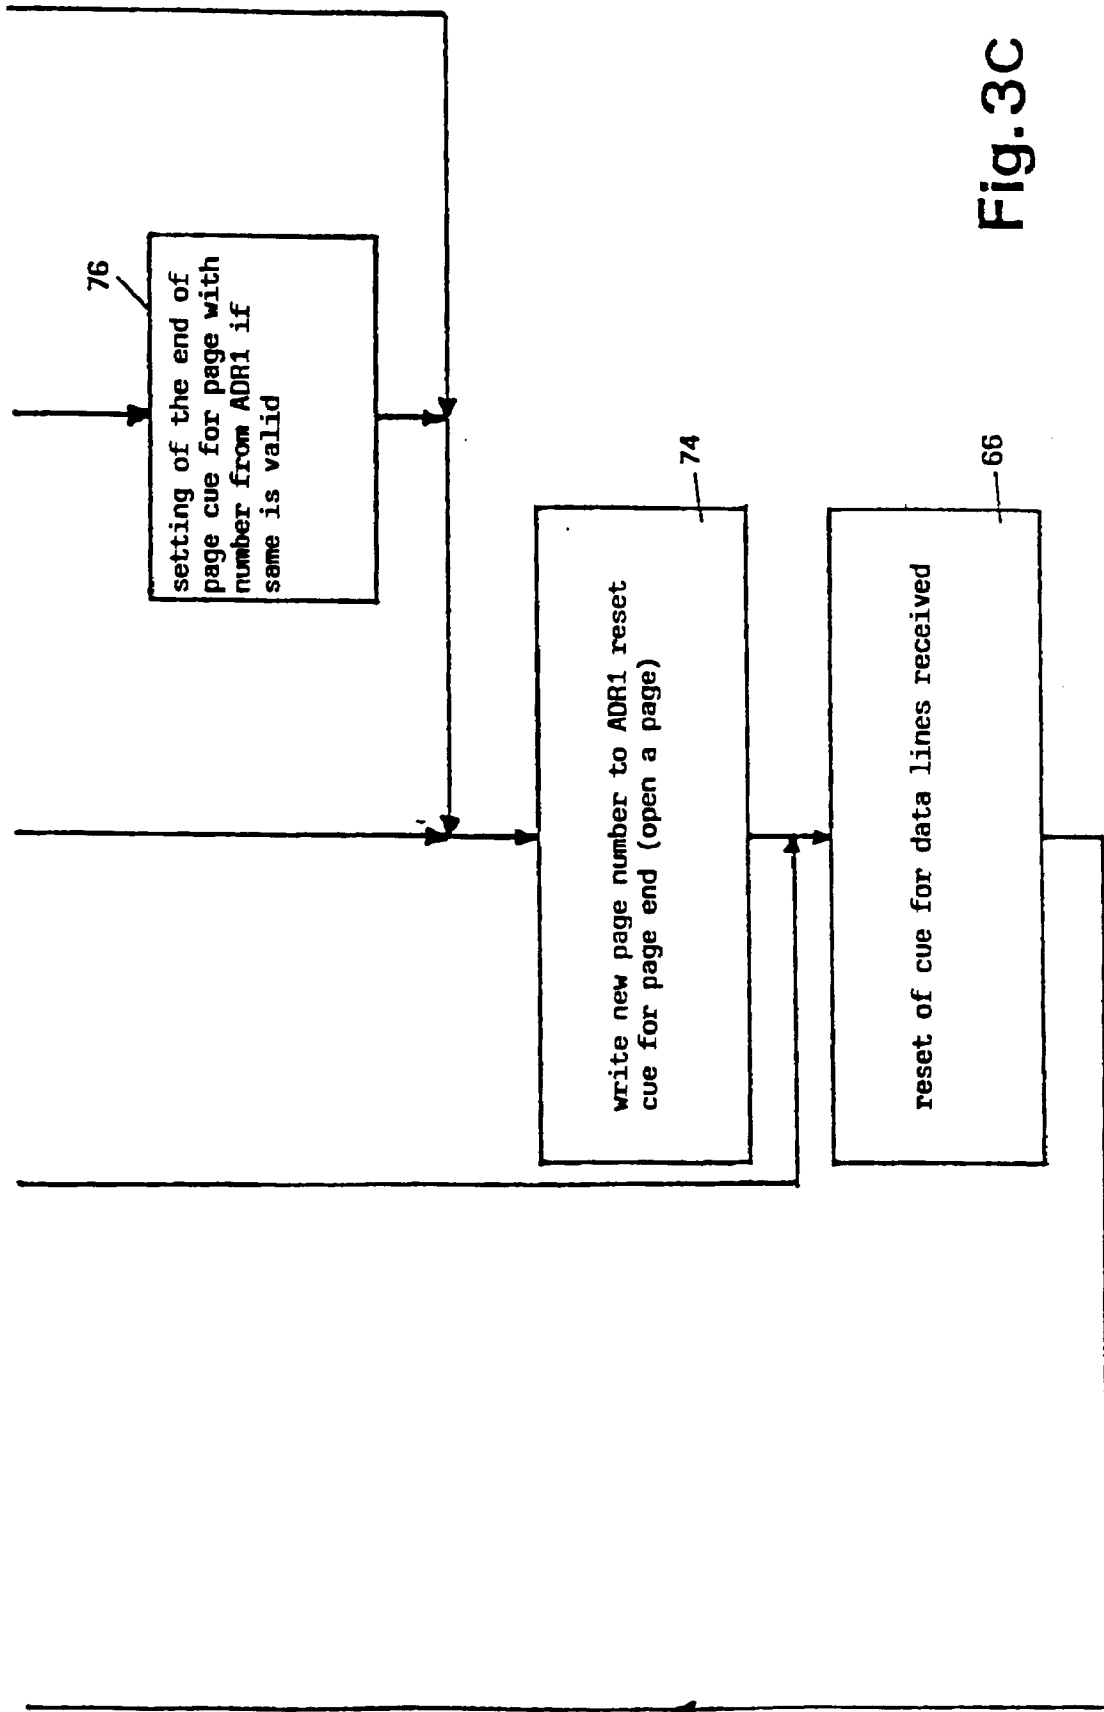 76
setting of the end of
page cue for page with
number from ADR1 if
same is valid
74
write new page number to ADR1 reset
cue for page end (open a page)
66
reset of cue for data lines received
Fig.3C